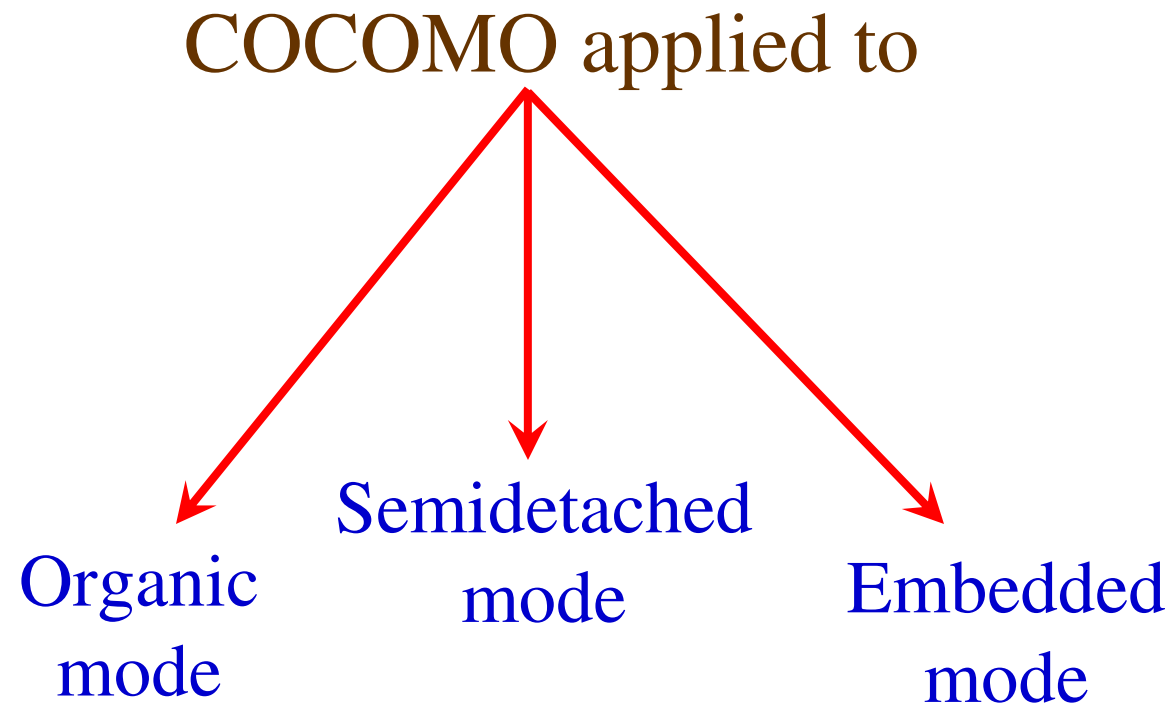 COCOMO applied to
Organic
mode
Semidetached
mode
Embedded
mode